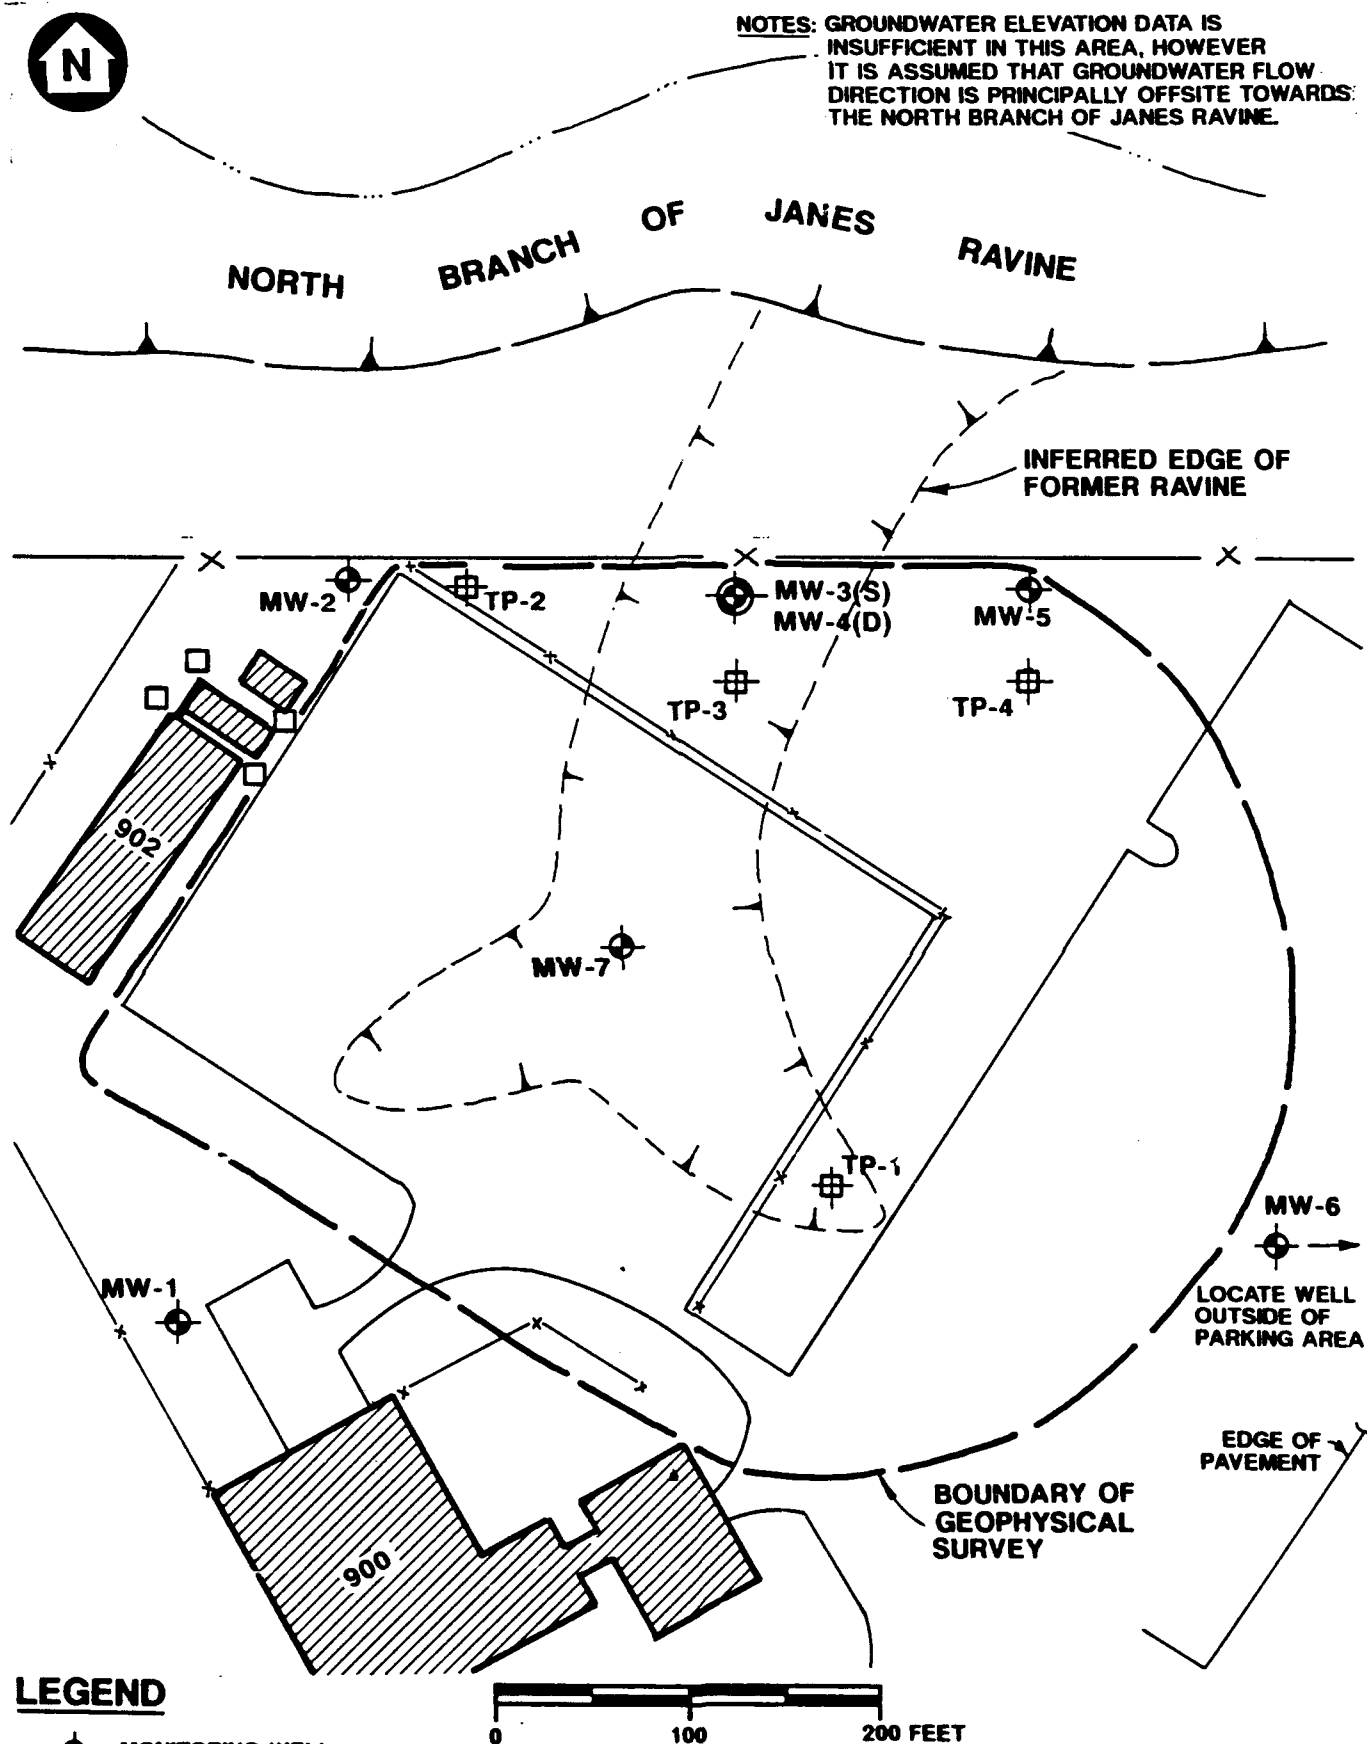 N
NOTES: GROUNDWATER ELEVATION DATA IS
INSUFFICIENT IN THIS AREA, HOWEVER
IT IS ASSUMED THAT GROUNDWATER FLOW
DIRECTION IS PRINCIPALLY OFFSITE TOWARDS
THE NORTH BRANCH OF JANES RAVINE.
NORTH BRANCH OF JANES RAVINE
INFERRED EDGE OF
FORMER RAVINE
MW-2
TP-2
MW-3(S)
MW-4(D)
MW-5
TP-3
TP-4
902
MW-7
TP-1
MW-6
LOCATE WELL
OUTSIDE OF
PARKING AREA
MW-1
EDGE OF
PAVEMENT
BOUNDARY OF
GEOPHYSICAL
SURVEY
900
LEGEND
0 100 200 FEET